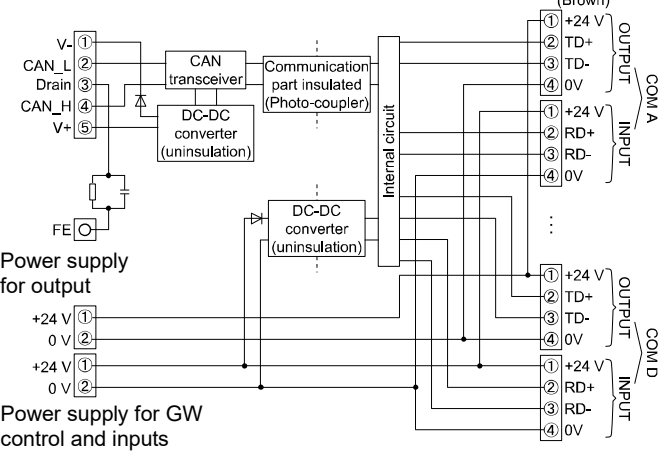 (Brown)
V- ①
CAN_L ②
Drain ③
CAN_H ④
V+ ⑤
CAN
transceiver
DC-DC
converter
(uninsulation)
Communication
part insulated
(Photo-coupler)
Internal circuit
DC-DC
converter
(uninsulation)
FE
Power supply
for output
+24 V ①
0 V ②
+24 V ①
0 V ②
Power supply for GW
control and inputs
① +24 V
② TD+
③ TD-
④ 0V
OUTPUT
① +24 V
② RD+
③ RD-
④ 0V
INPUT
COM A
⋮
① +24 V
② TD+
③ TD-
④ 0V
OUTPUT
① +24 V
② RD+
③ RD-
④ 0V
INPUT
COM D